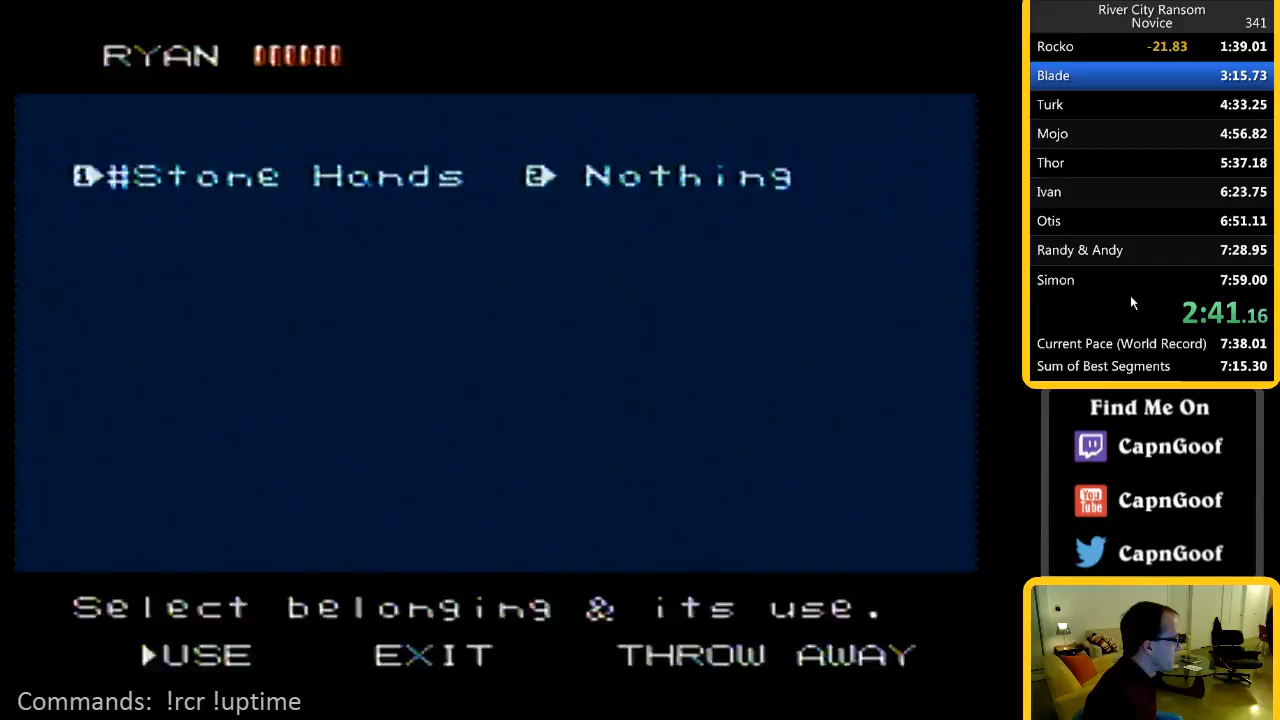 RYAN
1 #Stone Hands 2 Nothing
Select belonging & its use.
USE EXIT THROW AWAY
Commands: !rcr !uptime
River City Ransom
Novice 341
Rocko -21.83 1:39.01
Blade 3:15.73
Turk 4:33.25
Mojo 4:56.82
Thor 5:37.18
Ivan 6:23.75
Otis 6:51.11
Randy & Andy 7:28.95
Simon 7:59.00
2:41.16
Current Pace (World Record) 7:38.01
Sum of Best Segments 7:15.30
Find Me On
CapnGoof
You Tube CapnGoof
CapnGoof